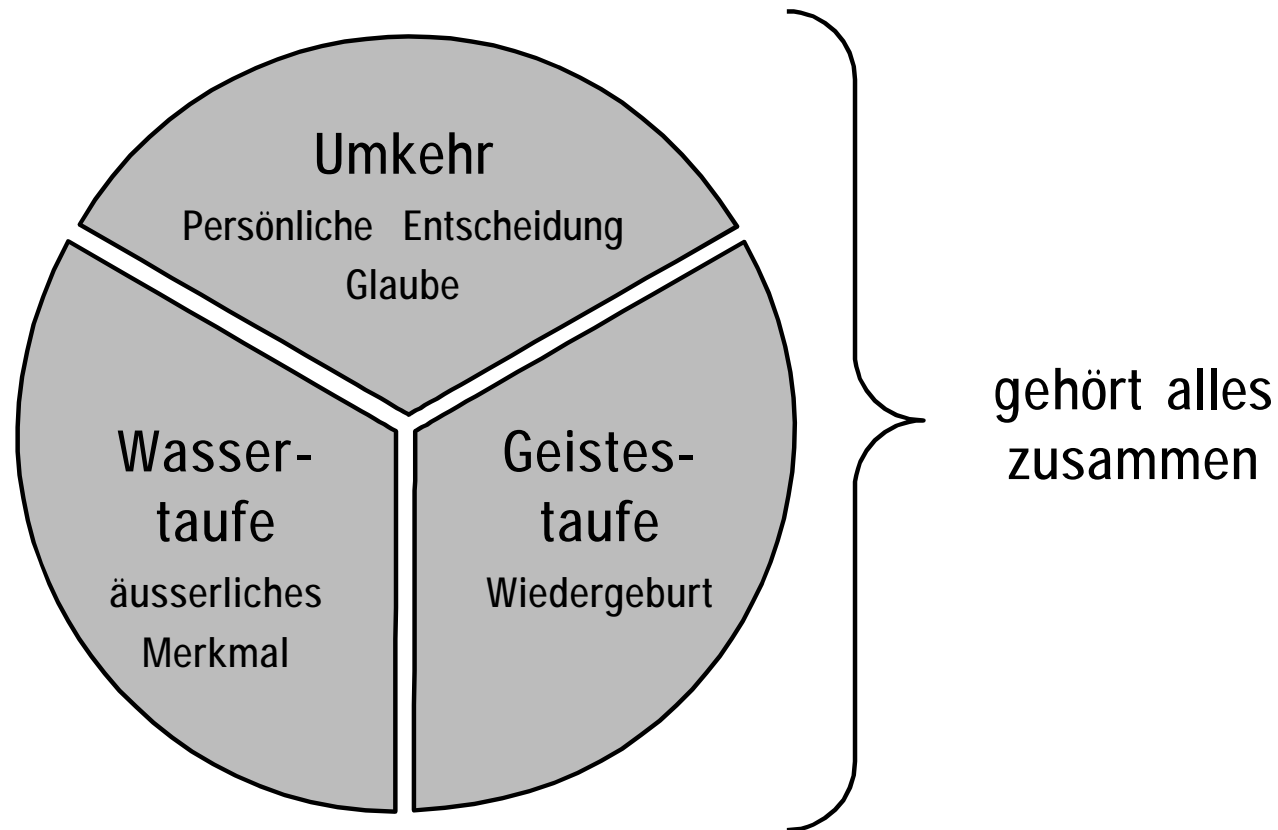 Umkehr
Persönliche Entscheidung
Glaube
Wasser-
taufe
äusserliches
Merkmal
Geistes-
taufe
Wiedergeburt
gehört alles
zusammen